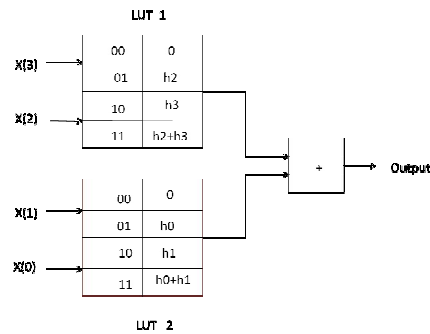 LUT 1
00 0
X(3)
01 h2
10 h3
X(2)
11 h2+h3
+
Output
00 0
X(1)
01 h0
10 h1
X(0)
11 h0+h1
LUT 2